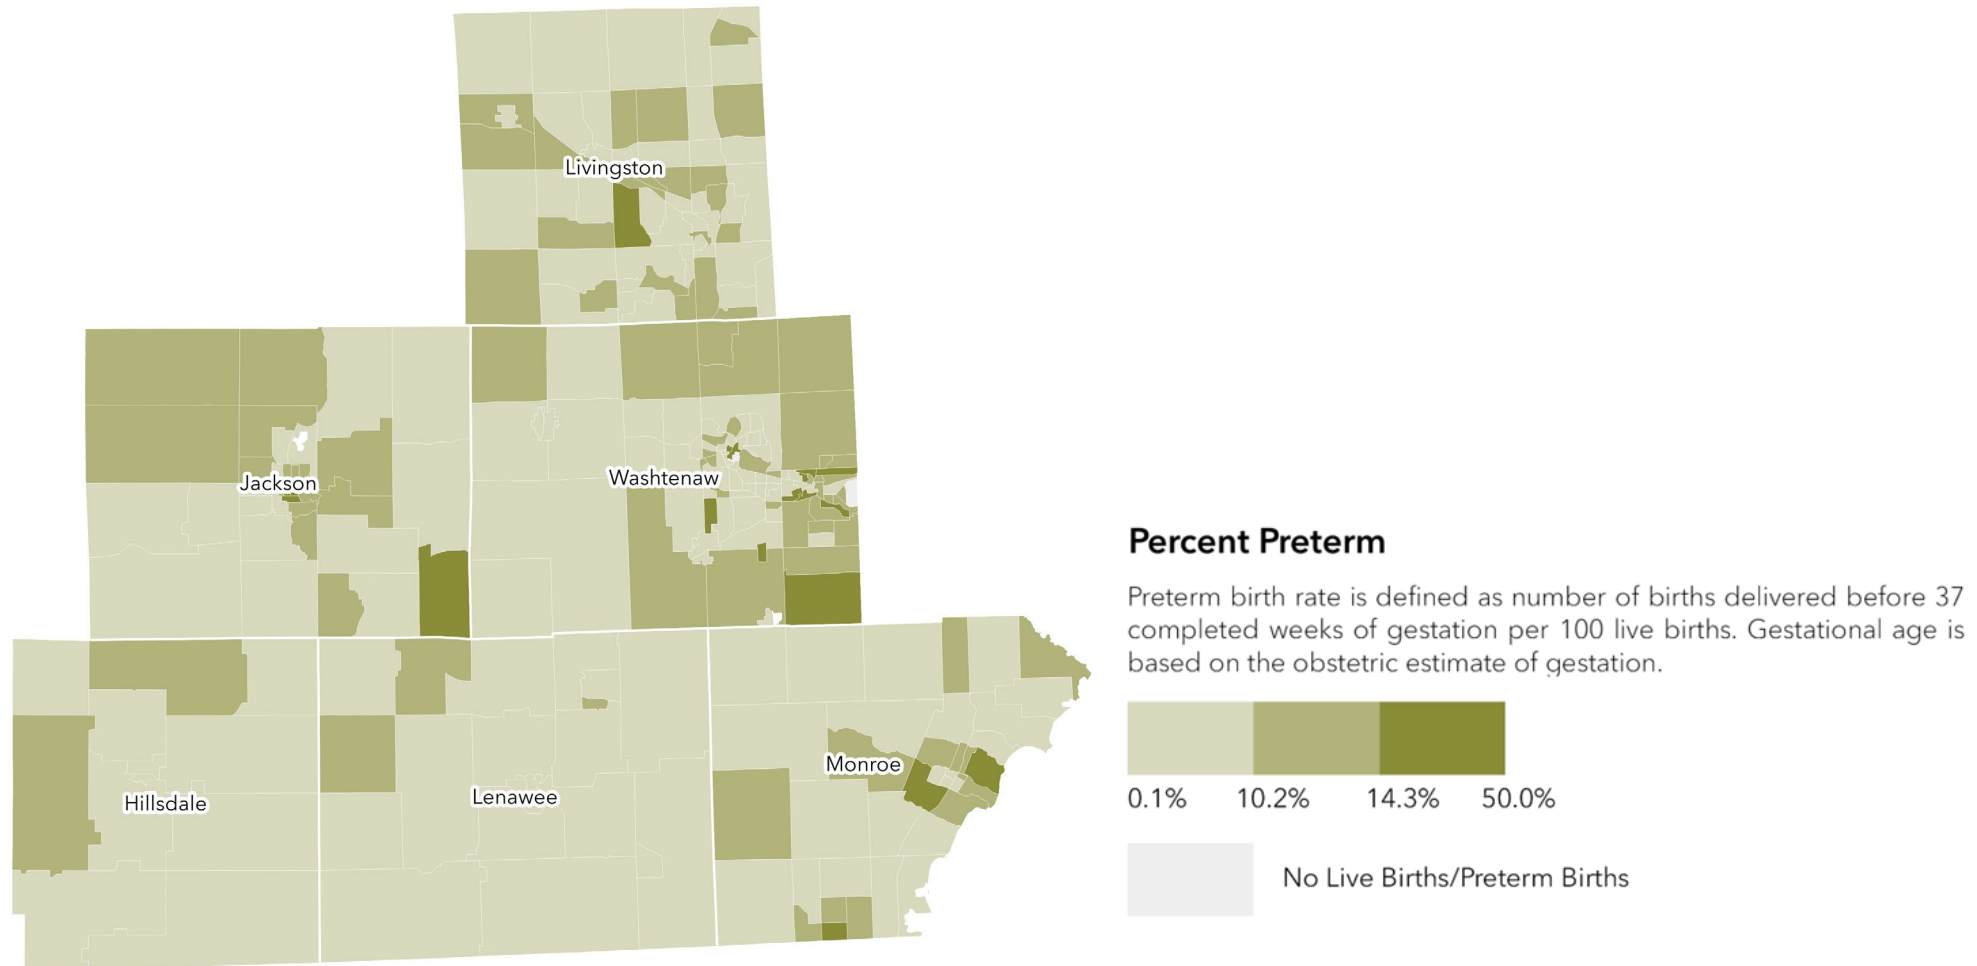 Livingston
Jackson
Washtenaw
Hillsdale
Lenawee
Monroe
Percent Preterm
Preterm birth rate is defined as number of births delivered before 37
completed weeks of gestation per 100 live births. Gestational age is
based on the obstetric estimate of gestation.
0.1% 10.2% 14.3% 50.0%
No Live Births/Preterm Births